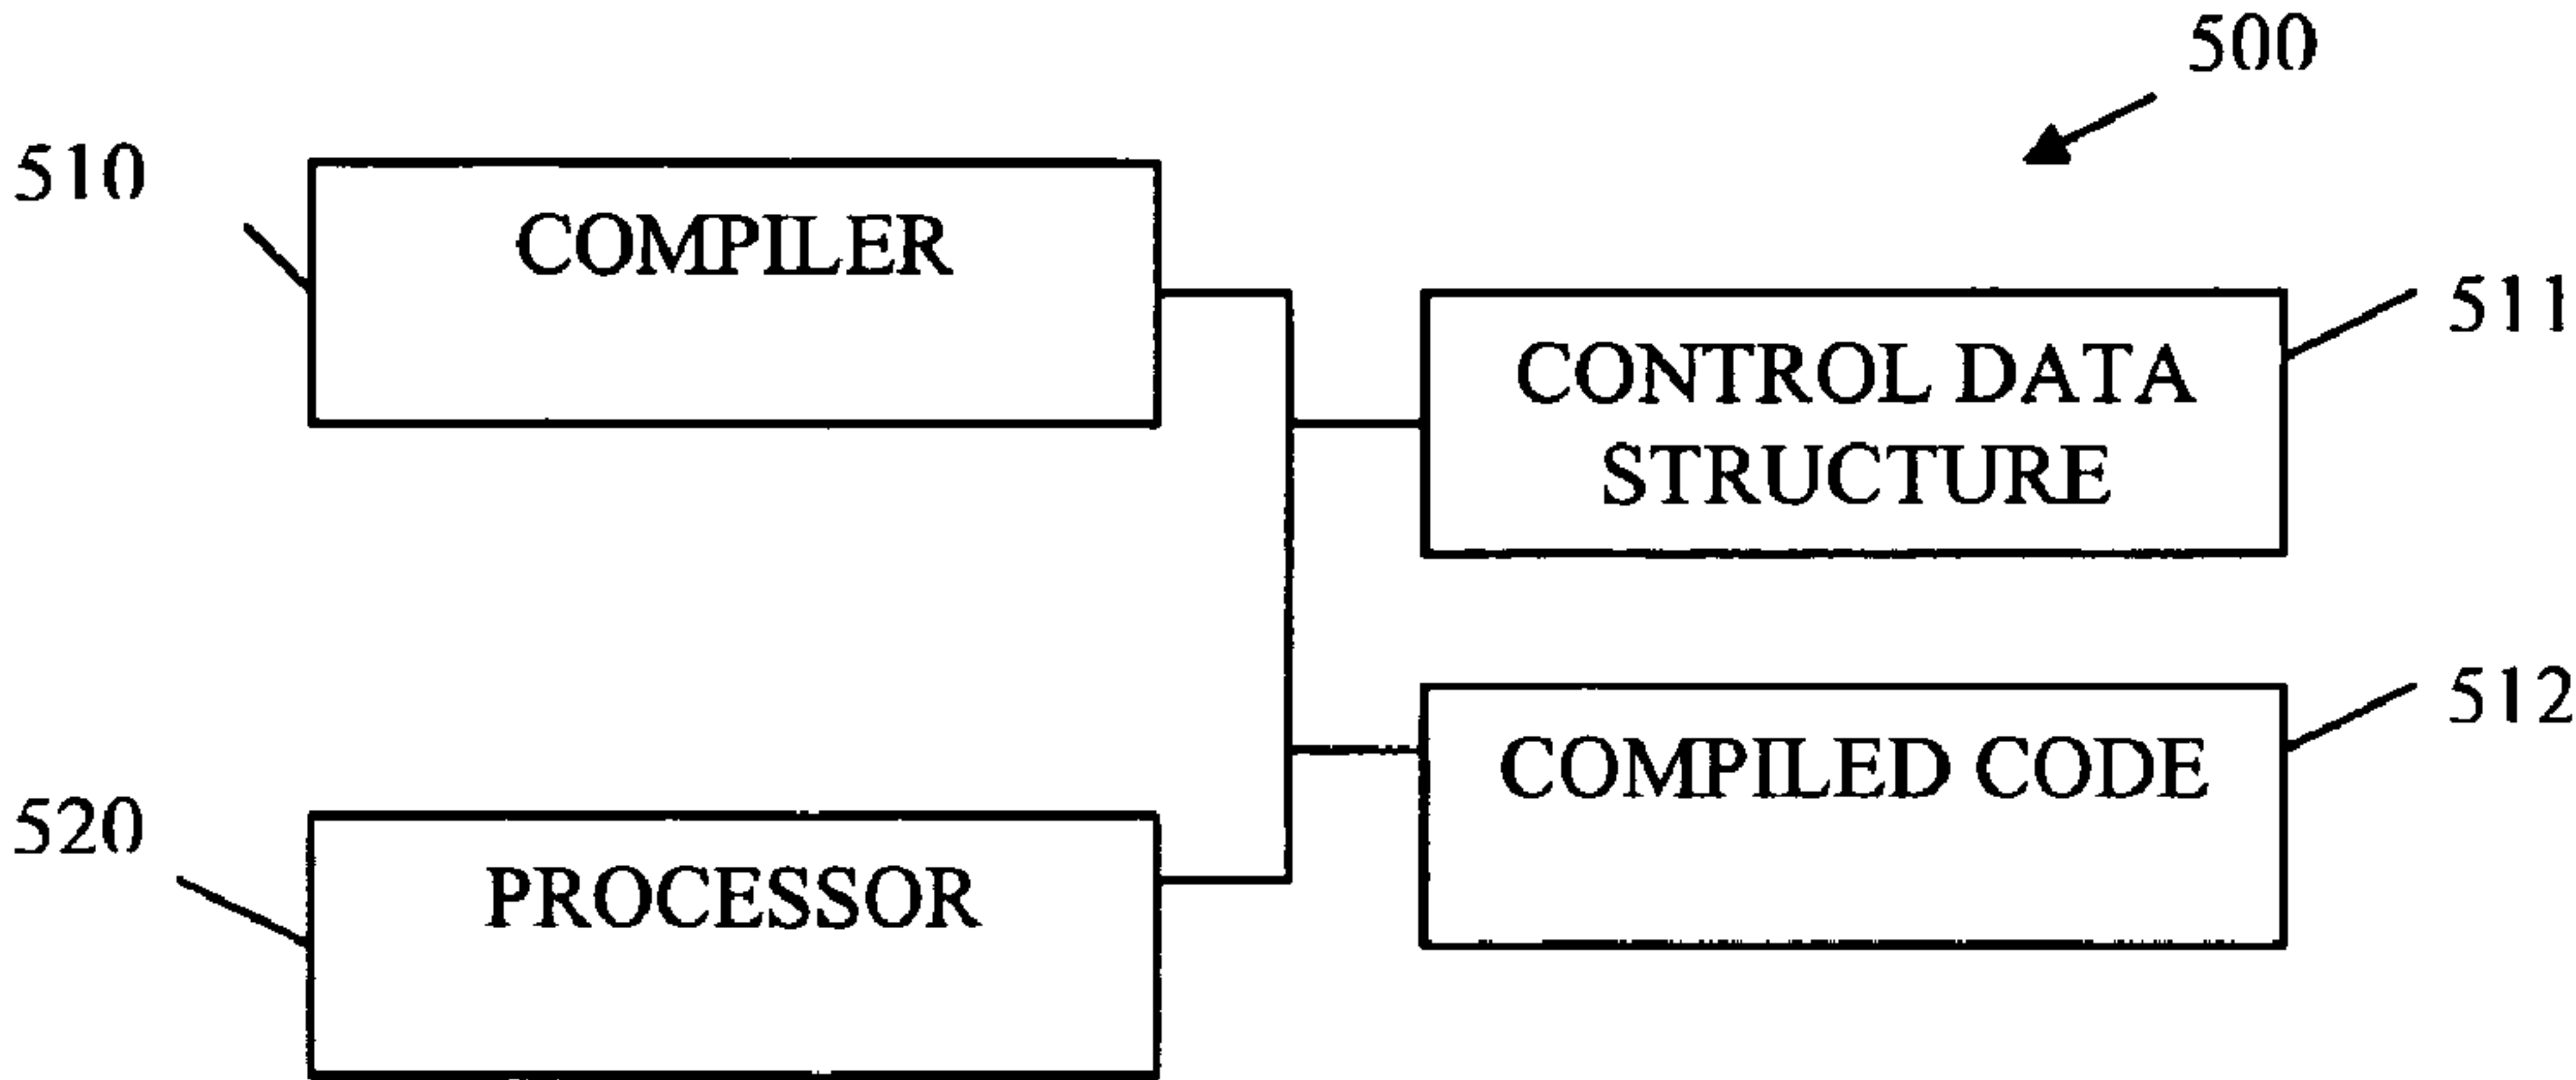 500
510
COMPILER
511
CONTROL DATA
STRUCTURE
512
COMPILED CODE
520
PROCESSOR